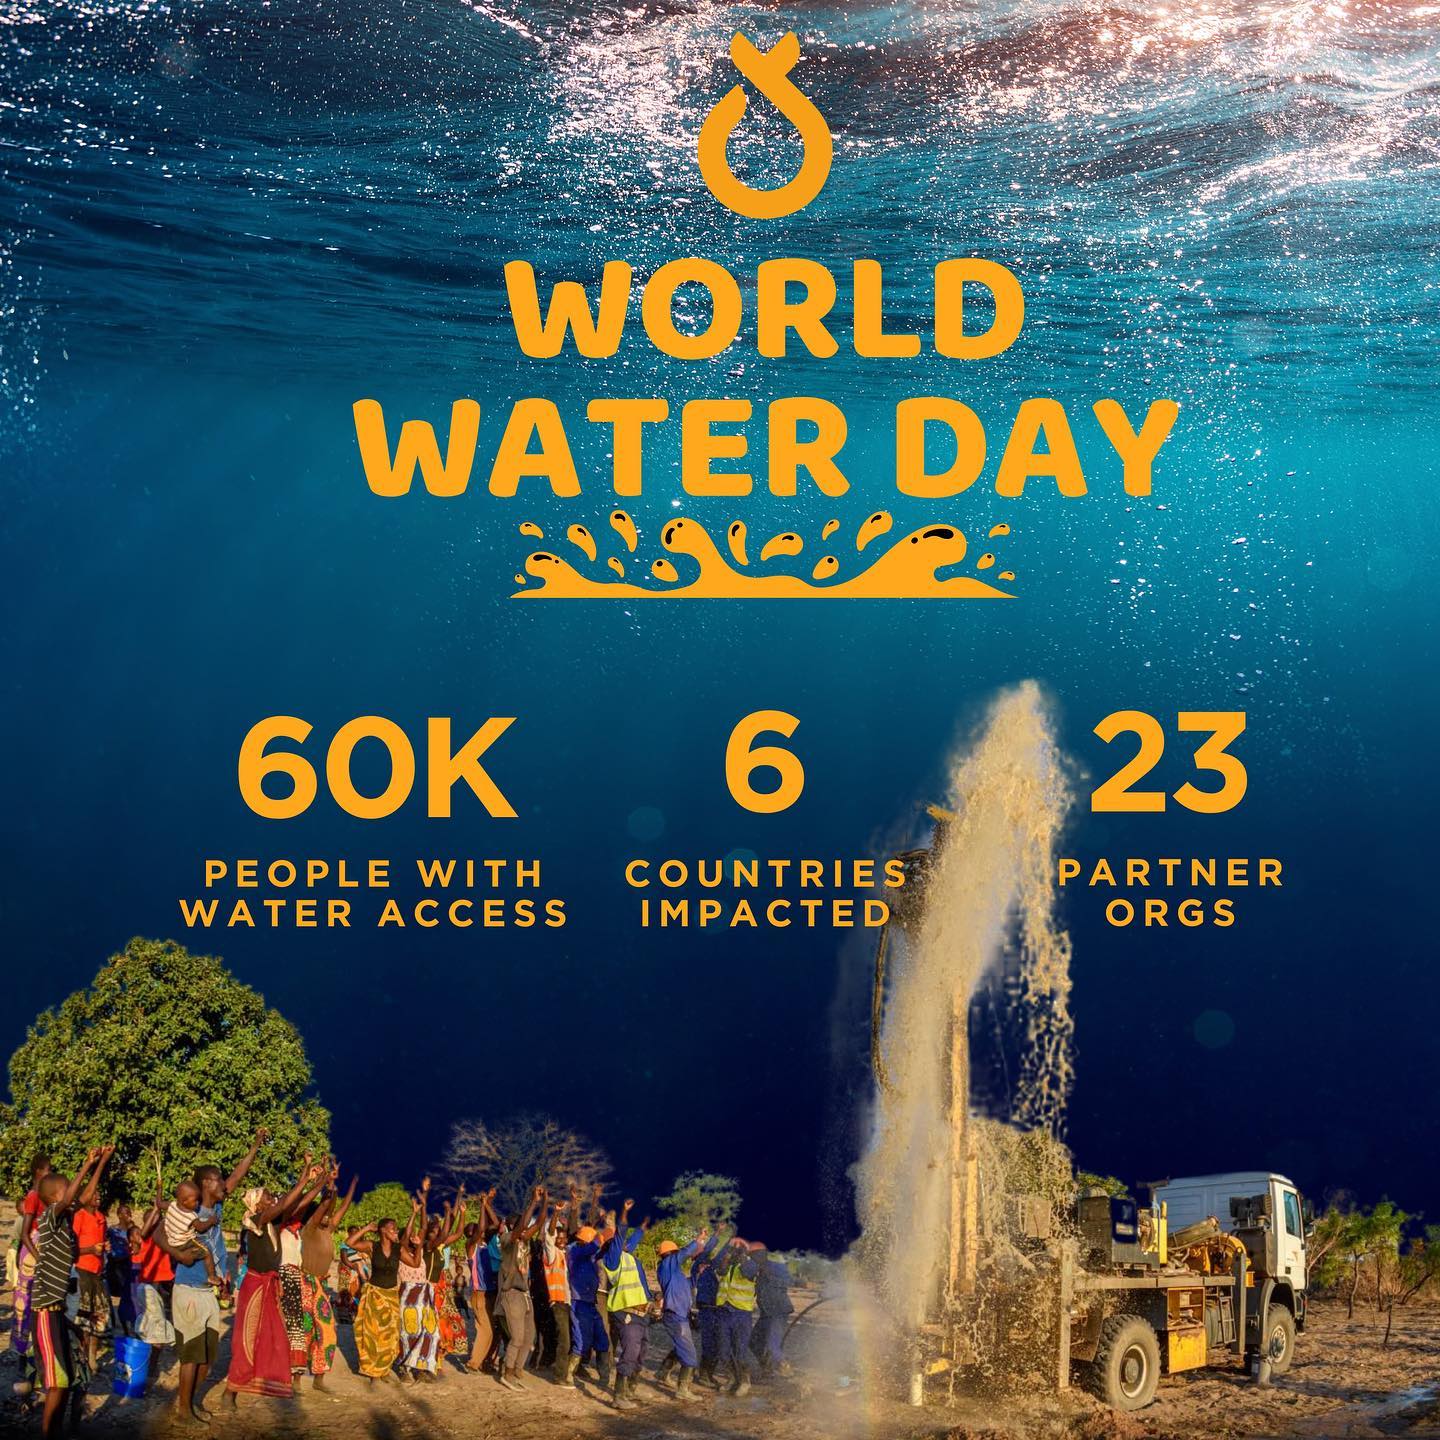 WORLD
WATER DAY
60K
PEOPLE WITH
WATER ACCESS
6
COUNTRIES
IMPACTED
23
PARTNER
ORGS